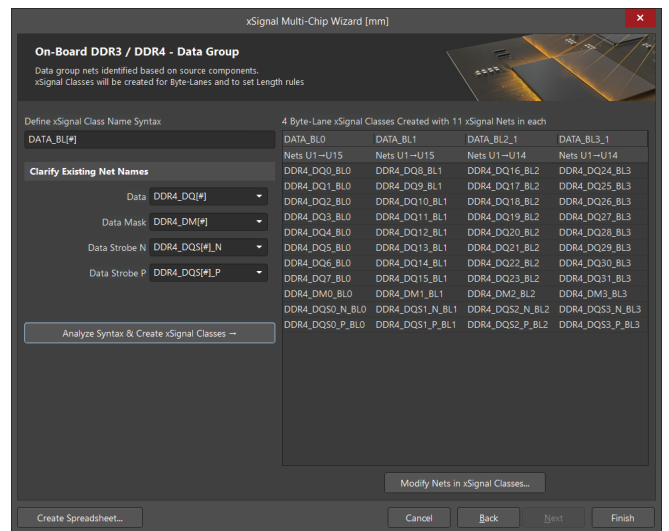 xSignal Multi-Chip Wizard [mm]
On-Board DDR3 / DDR4 - Data Group
Data group nets identified based on source components.
xSignal Classes will be created for Byte-Lanes and to set Length rules
Define xSignal Class Name Syntax
DATA_BL[#]
Clarify Existing Net Names
Data DDR4_DQ[#]
Data Mask DDR4_DM[#]
Data Strobe N DDR4_DQS[#]_N
Data Strobe P DDR4_DQS[#]_P
Analyze Syntax & Create xSignal Classes →
4 Byte-Lane xSignal Classes Created with 11 xSignal Nets in each
DATA_BL0 DATA_BL1 DATA_BL2_1 DATA_BL3_1
Nets U1→U15 Nets U1→U15 Nets U1→U14 Nets U1→U14
DDR4_DQ0_BL0 DDR4_DQ8_BL1 DDR4_DQ16_BL2 DDR4_DQ24_BL3
DDR4_DQ1_BL0 DDR4_DQ9_BL1 DDR4_DQ17_BL2 DDR4_DQ25_BL3
DDR4_DQ2_BL0 DDR4_DQ10_BL1 DDR4_DQ18_BL2 DDR4_DQ26_BL3
DDR4_DQ3_BL0 DDR4_DQ11_BL1 DDR4_DQ19_BL2 DDR4_DQ27_BL3
DDR4_DQ4_BL0 DDR4_DQ12_BL1 DDR4_DQ20_BL2 DDR4_DQ28_BL3
DDR4_DQ5_BL0 DDR4_DQ13_BL1 DDR4_DQ21_BL2 DDR4_DQ29_BL3
DDR4_DQ6_BL0 DDR4_DQ14_BL1 DDR4_DQ22_BL2 DDR4_DQ30_BL3
DDR4_DQ7_BL0 DDR4_DQ15_BL1 DDR4_DQ23_BL2 DDR4_DQ31_BL3
DDR4_DM0_BL0 DDR4_DM1_BL1 DDR4_DM2_BL2 DDR4_DM3_BL3
DDR4_DQS0_N_BL0 DDR4_DQS1_N_BL1 DDR4_DQS2_N_BL2 DDR4_DQS3_N_BL3
DDR4_DQS0_P_BL0 DDR4_DQS1_P_BL1 DDR4_DQS2_P_BL2 DDR4_DQS3_P_BL3
Modify Nets in xSignal Classes...
Create Spreadsheet... Cancel Back Next Finish